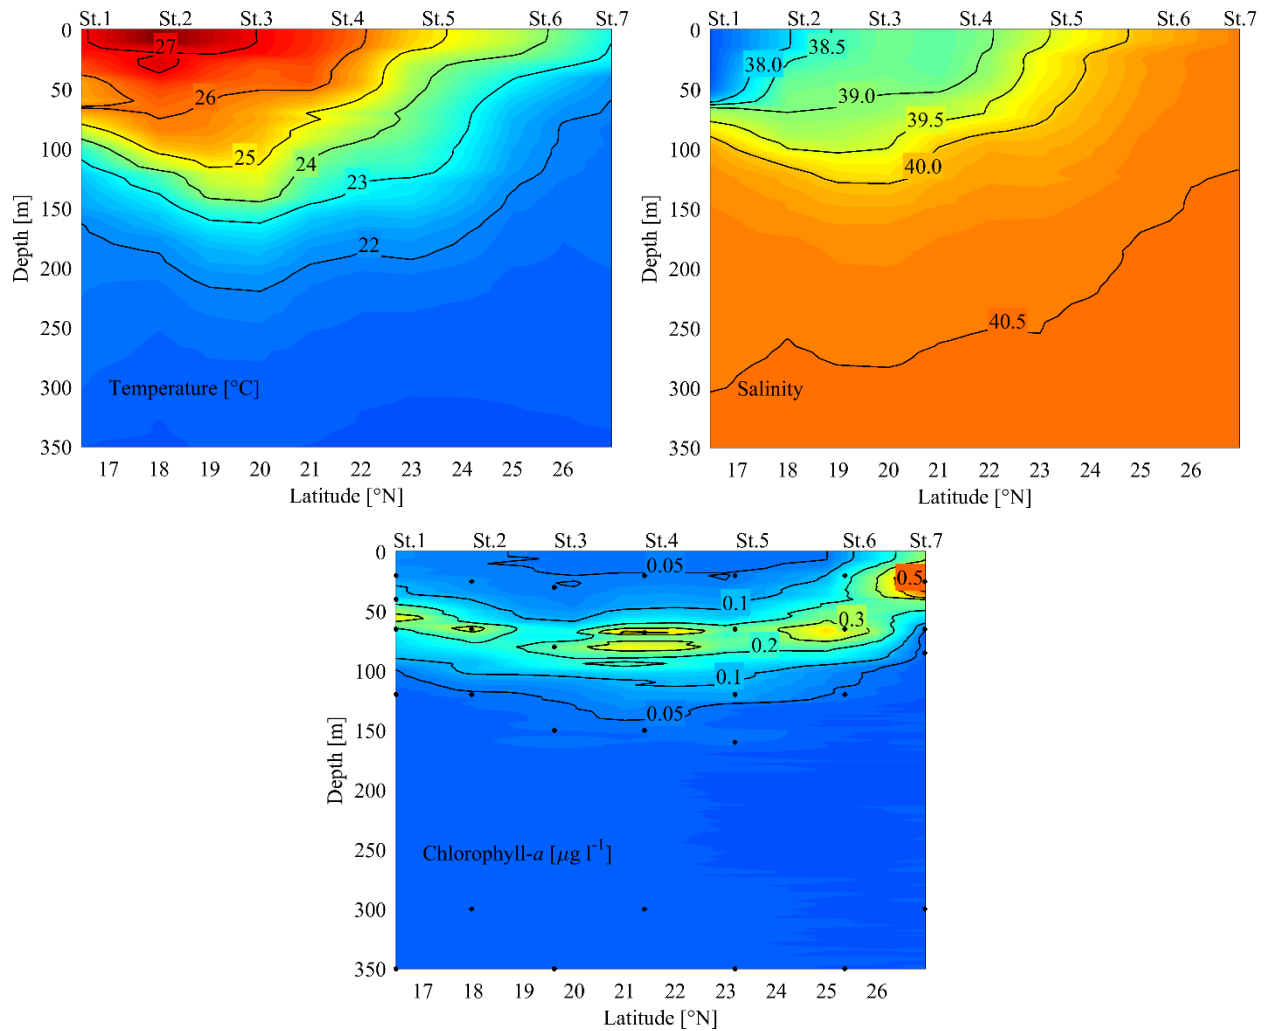 St.1 St.2 St.3 St.4 St.5 St.6 St.7
0
50
100
150
200
250
300
350
Depth [m]
27
26
25
24
23
22
Temperature [°C]
17 18 19 20 21 22 23 24 25 26
Latitude [°N]
St.1 St.2 St.3 St.4 St.5 St.6 St.7
0
50
100
150
200
250
300
350
Depth [m]
38.5
38.0
39.0
39.5
40.0
40.5
Salinity
17 18 19 20 21 22 23 24 25 26
Latitude [°N]
St.1 St.2 St.3 St.4 St.5 St.6 St.7
0
50
100
150
200
250
300
350
Depth [m]
0.05
0.5
0.1
0.3
0.2
0.1
0.05
Chlorophyll-a [μg l⁻¹]
17 18 19 20 21 22 23 24 25 26
Latitude [°N]